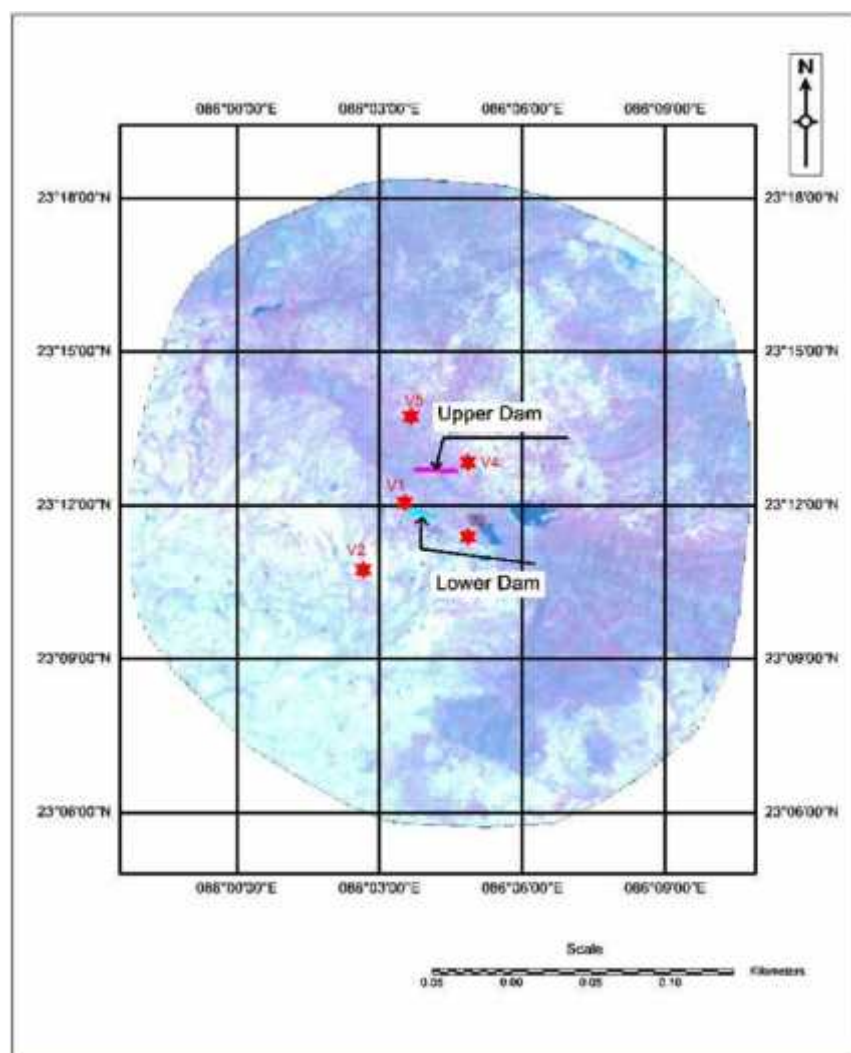 N
086°00'00"E 086°03'00"E 086°06'00"E 086°09'00"E
23°18'00"N 23°18'00"N
23°15'00"N 23°15'00"N
V5
Upper Dam
V4
V1
23°12'00"N 23°12'00"N
V2
Lower Dam
23°09'00"N 23°09'00"N
23°06'00"N 23°06'00"N
086°00'00"E 086°03'00"E 086°06'00"E 086°09'00"E
Scale
Kilometers
0.05 0.00 0.05 0.10